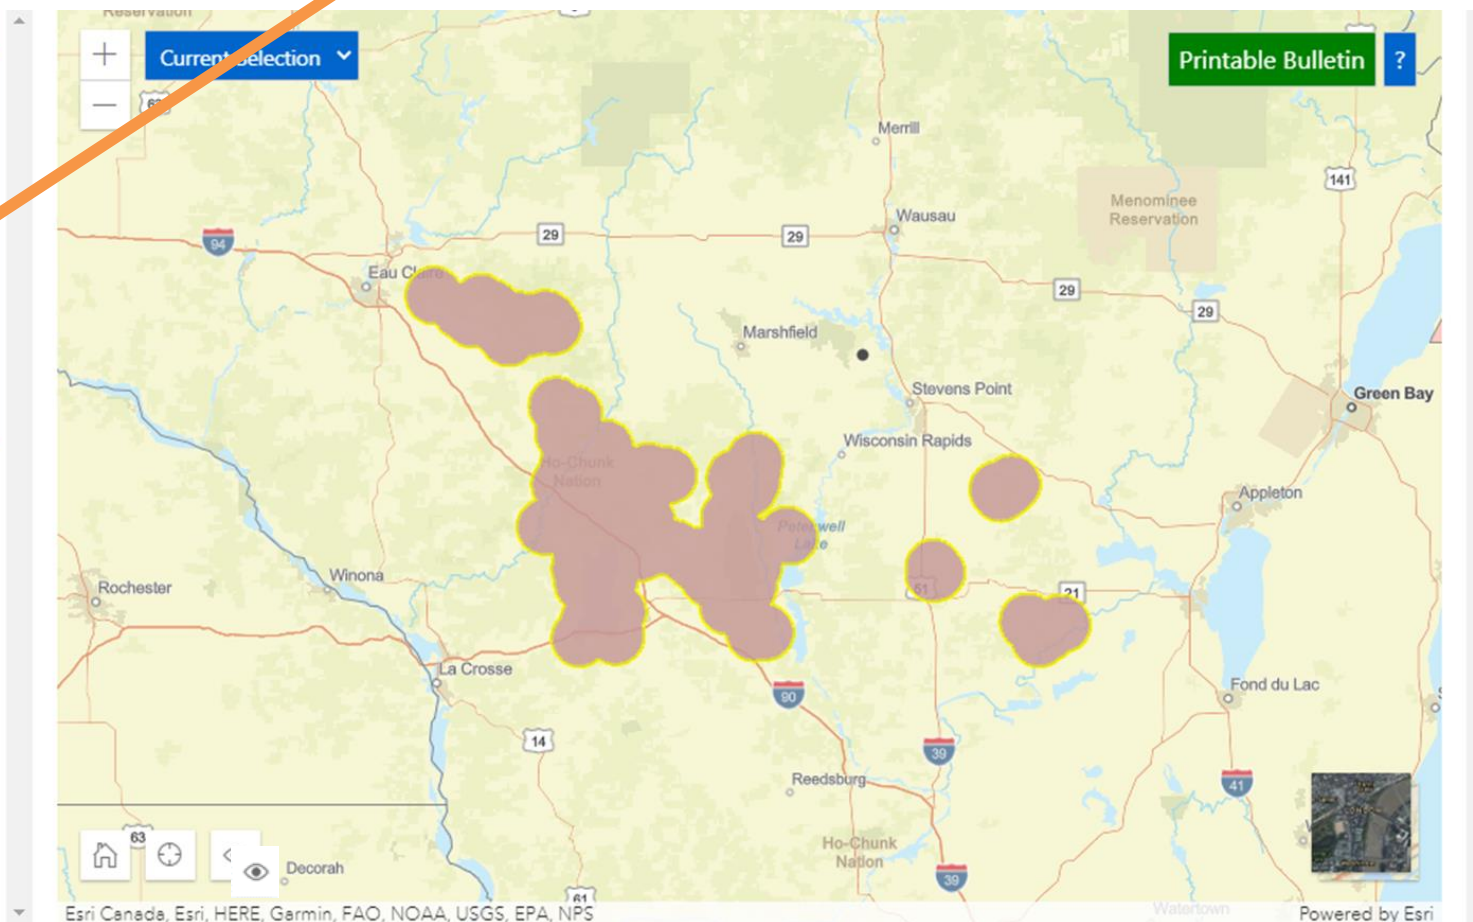 Reservation
Current Selection
Printable Bulletin
?
Merrill
141
Menominee
Reservation
Wausau
94
29
29
Eau Claire
29
29
Marshfield
Stevens Point
Green Bay
Wisconsin Rapids
Ho-Chunk
Nation
Appleton
Petenwell
Lake
Winona
Rochester
51
21
La Crosse
Fond du Lac
90
14
39
Reedsburg
41
63
Ho-Chunk
Nation
Decorah
39
61
Watertown
Esri Canada, Esri, HERE, Garmin, FAO, NOAA, USGS, EPA, NPS
Powered by Esri